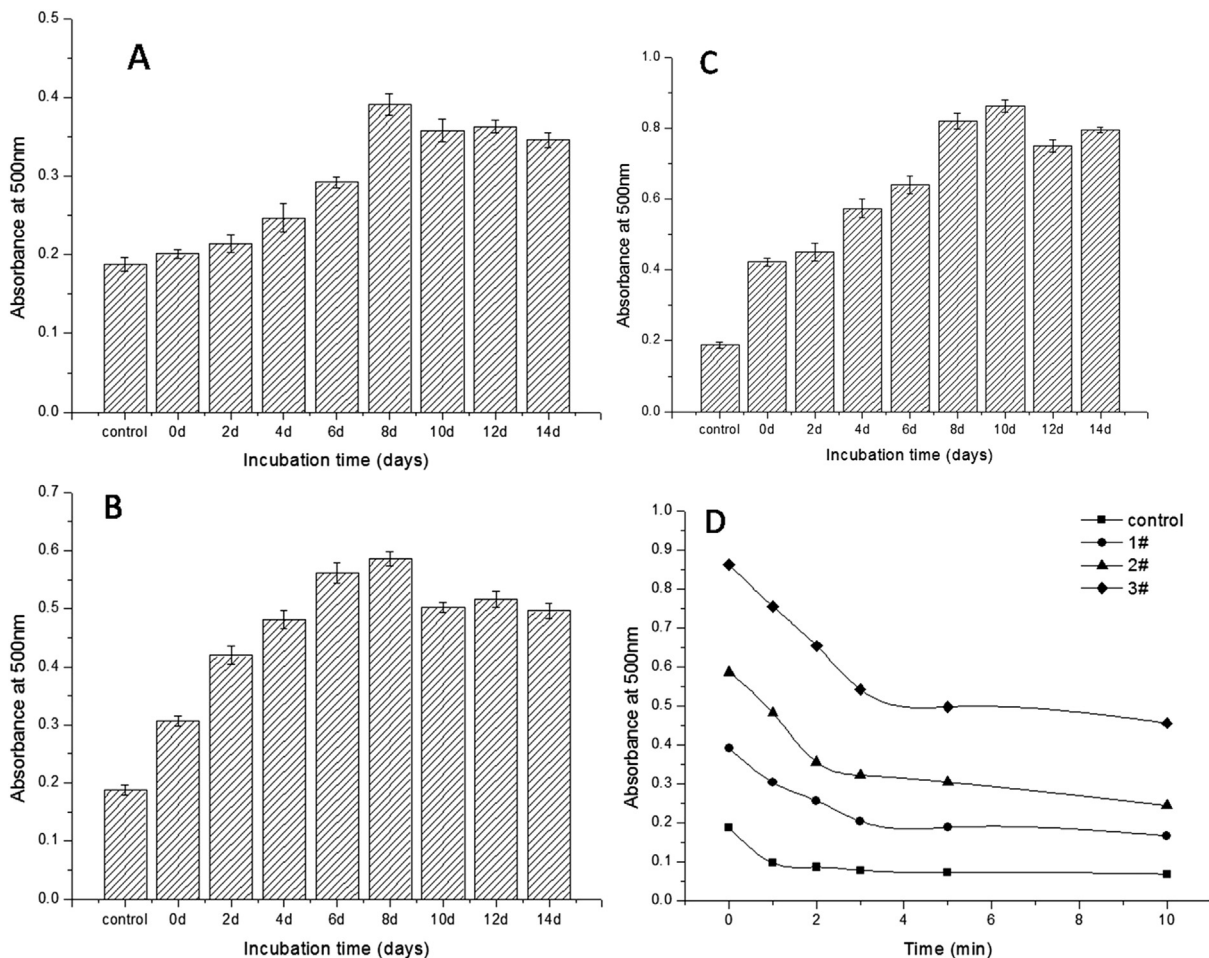 A
Absorbance at 500nm
0.5
0.4
0.3
0.2
0.1
0.0
control 0d 2d 4d 6d 8d 10d 12d 14d
Incubation time (days)
C
Absorbance at 500nm
1.0
0.8
0.6
0.4
0.2
0.0
control 0d 2d 4d 6d 8d 10d 12d 14d
Incubation time (days)
B
Absorbance at 500nm
0.7
0.6
0.5
0.4
0.3
0.2
0.1
0.0
control 0d 2d 4d 6d 8d 10d 12d 14d
Incubation time (days)
D
control
1#
2#
3#
Absorbance at 500nm
1.0
0.9
0.8
0.7
0.6
0.5
0.4
0.3
0.2
0.1
0.0
0 2 4 6 8 10
Time (min)